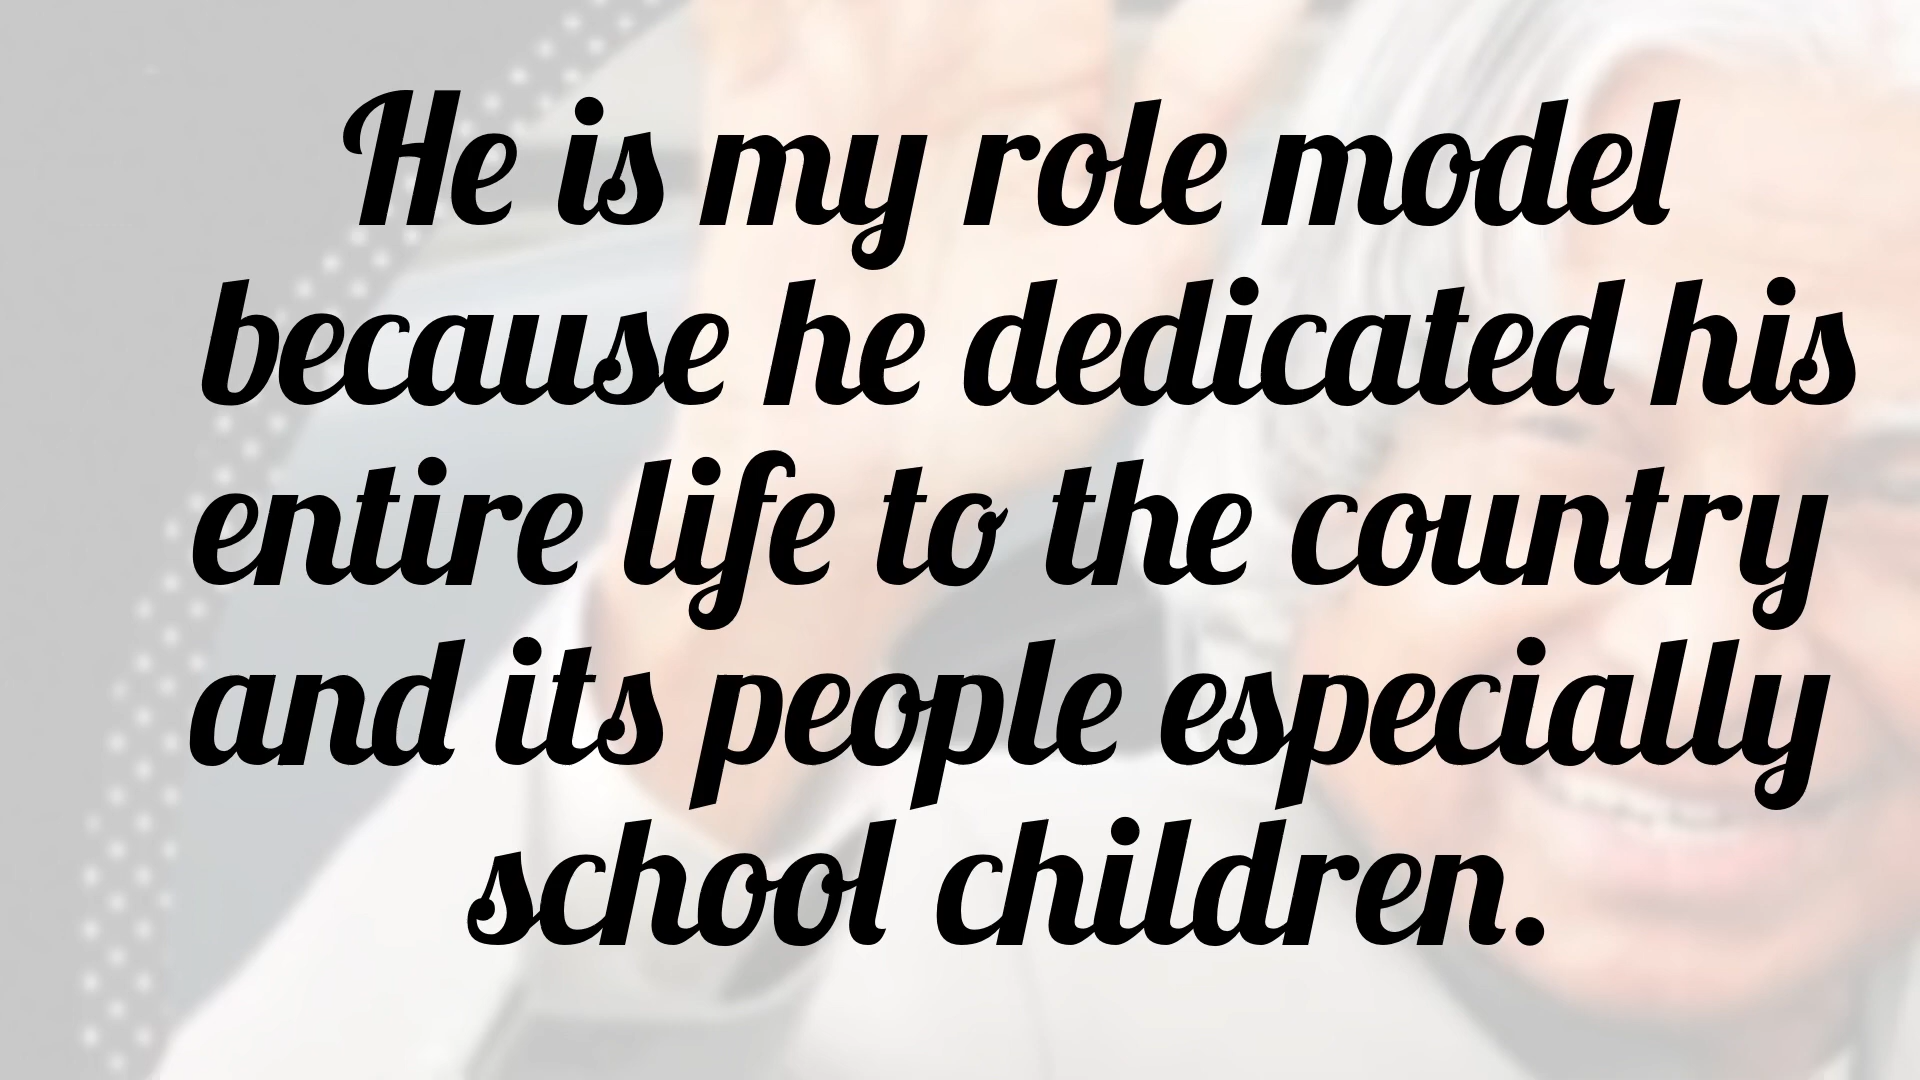 He is my role model
because he dedicated his
entire life to the country
and its people especially
school children.